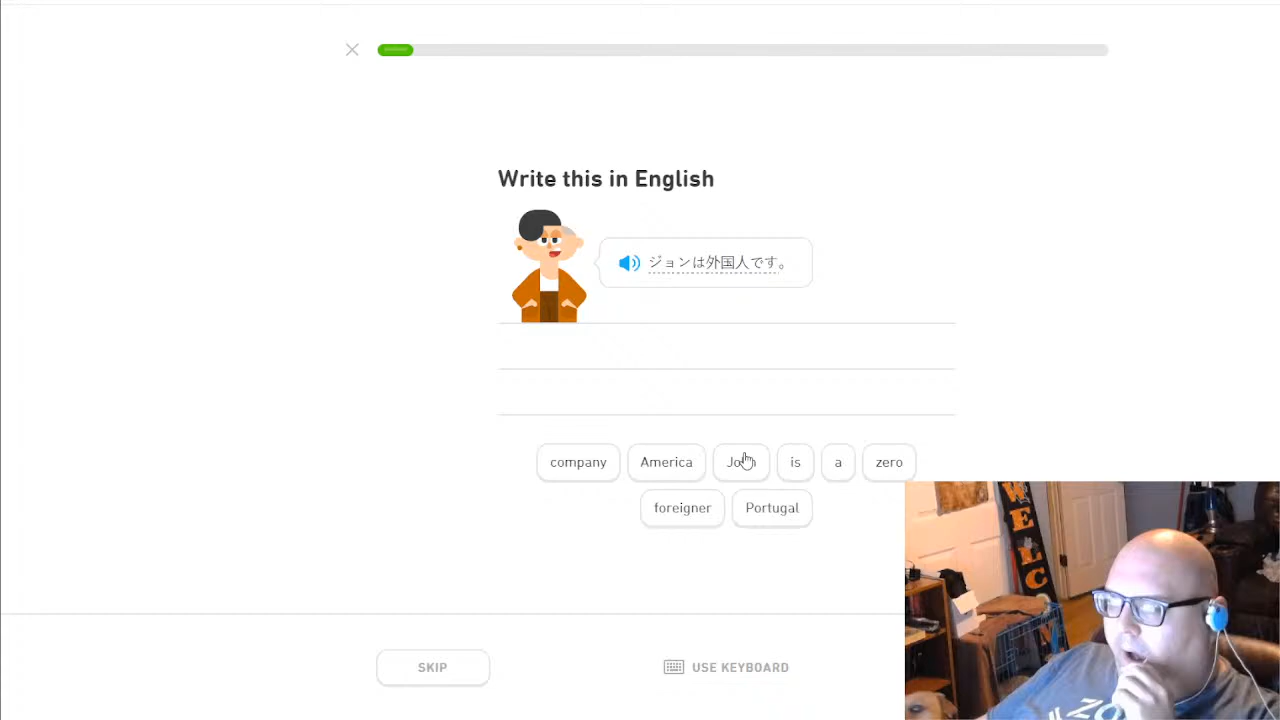 Write this in English
ジョンは外国人です。
company
America
is
a
zero
foreigner
Portugal
SKIP
USE KEYBOARD
WELC